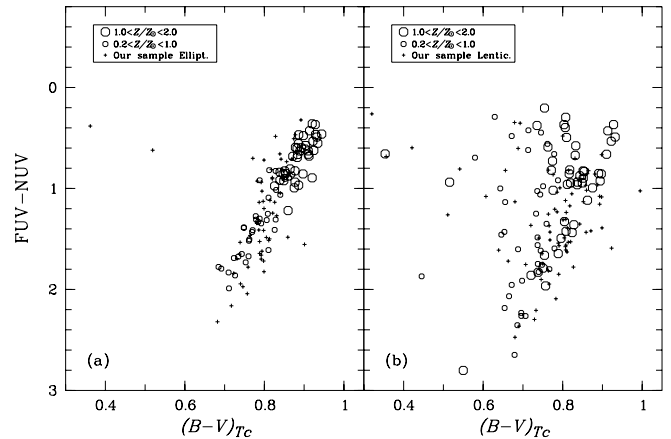 1.0<Z/Z⊙<2.0
0.2<Z/Z⊙<1.0
Our sample Ellipt.
1.0<Z/Z⊙<2.0
0.2<Z/Z⊙<1.0
Our sample Lentic.
FUV−NUV
0
1
2
3
(a)
(b)
0.4
0.6
0.8
1
0.4
0.6
0.8
1
(B−V)Tc
(B−V)Tc